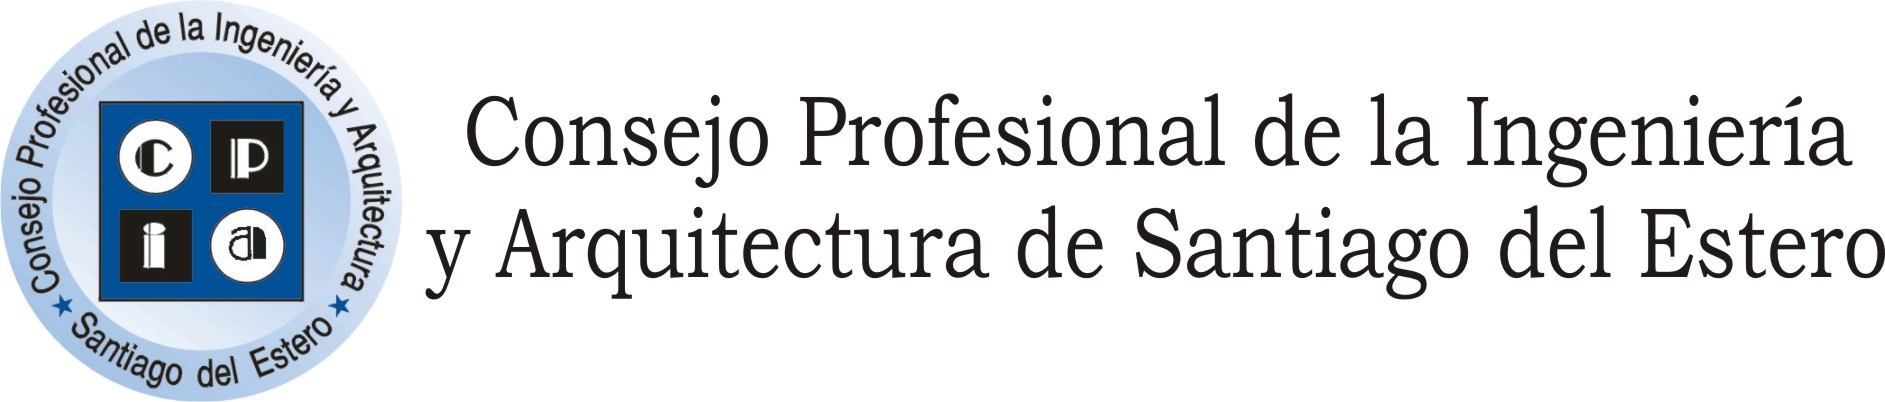 Consejo Profesional de la Ingeniería y Arquitectura
Santiago del Estero
C P
i a
Consejo Profesional de la Ingeniería
y Arquitectura de Santiago del Estero